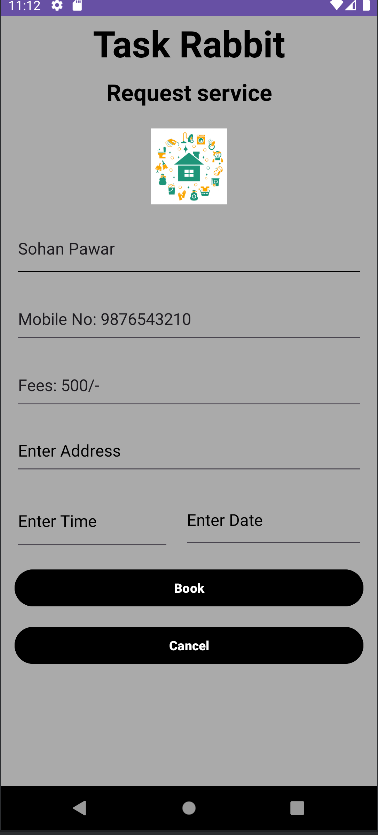 11:12
Task Rabbit
Request service
Sohan Pawar
Mobile No: 9876543210
Fees: 500/-
Enter Address
Enter Time Enter Date
Book
Cancel